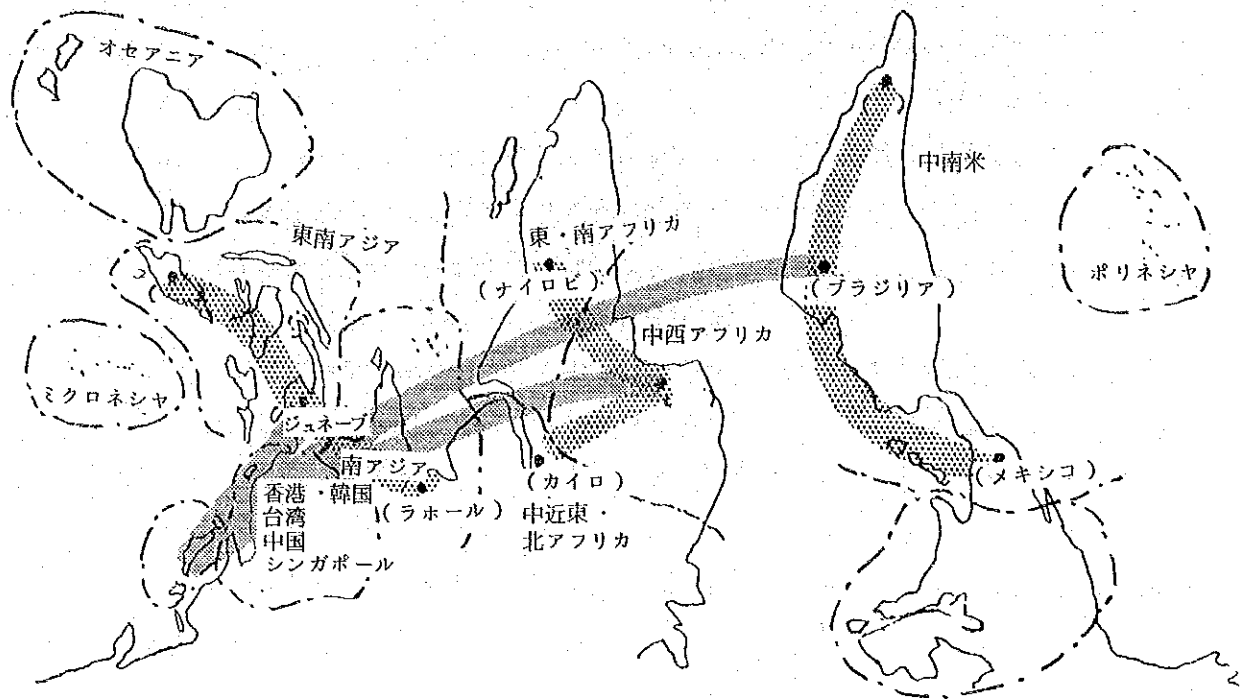 オセアニア
中南米
東南アジア
東・南アフリカ
ポリネシヤ
(ナイロビ)
(ブラジリア)
中西アフリカ
ミクロネシヤ
ジュネーブ
南アジア
(メキシコ)
(カイロ)
香港・韓国
台湾
中国
シンガポール
(ラホール)
中近東・
北アフリカ